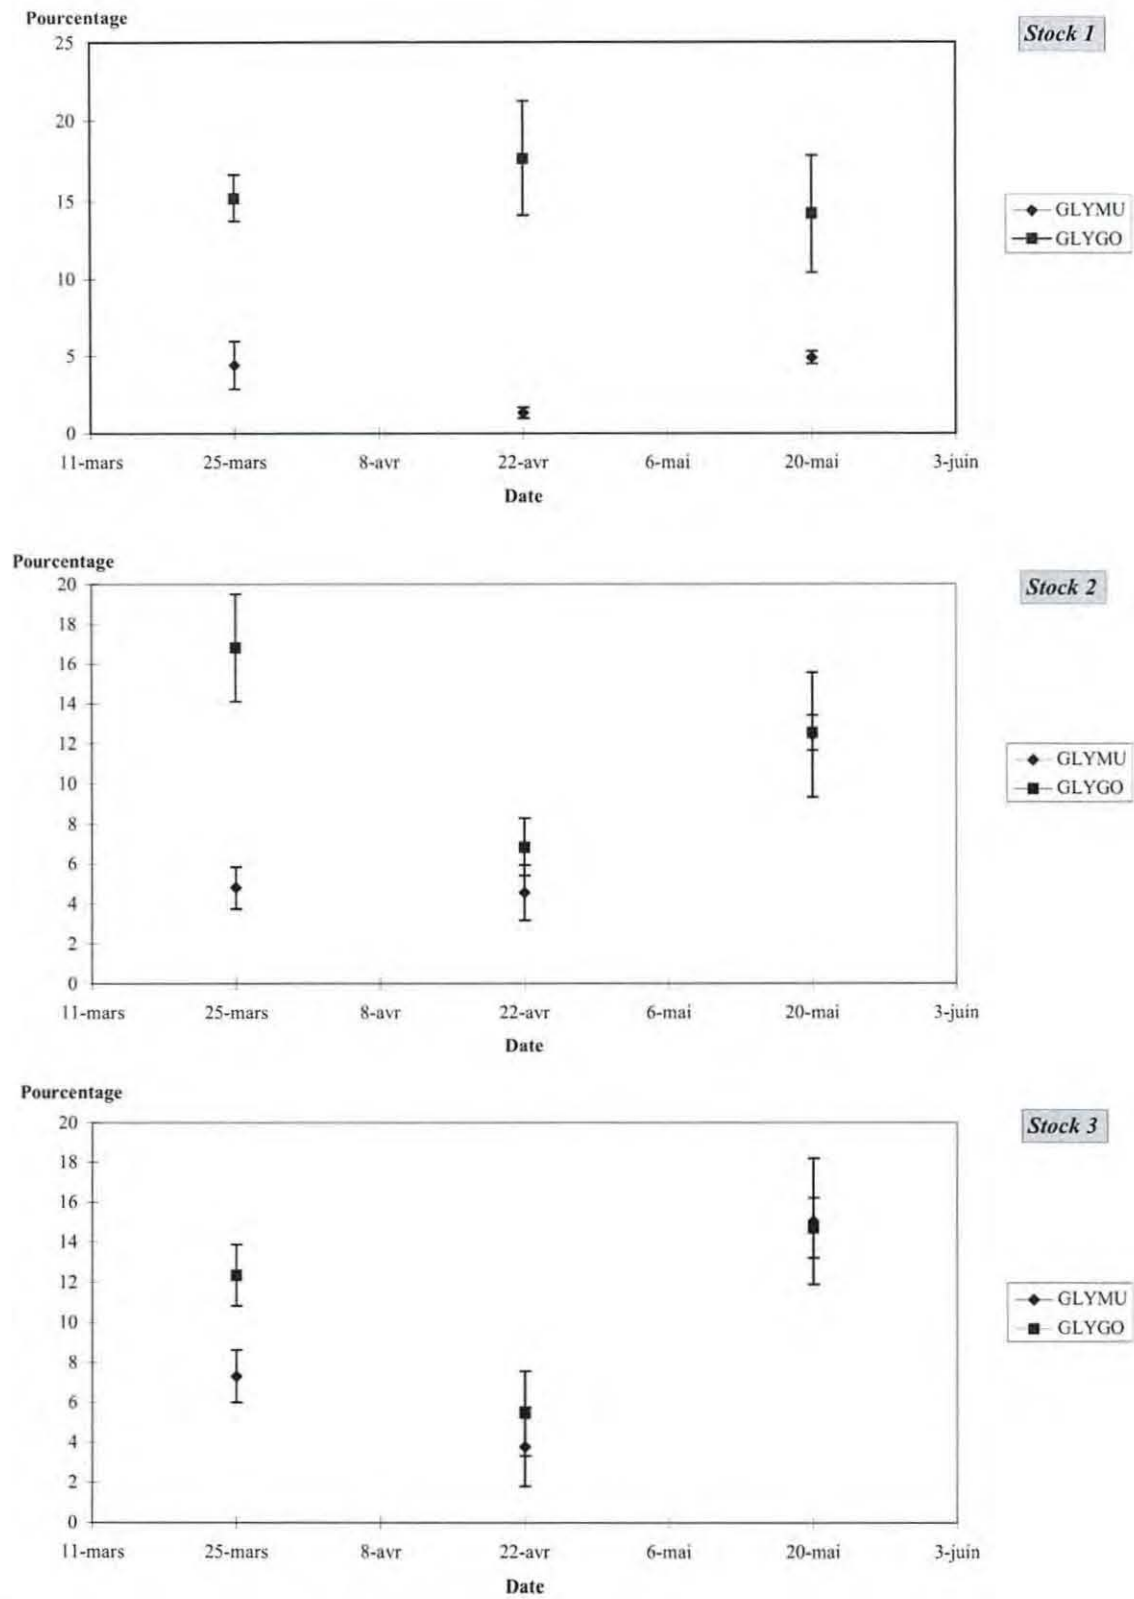 Pourcentage
Stock 1
25
20
15
10
5
0
11-mars 25-mars 8-avr 22-avr 6-mai 20-mai 3-juin
Date
GLYMU
GLYGO
Pourcentage
Stock 2
20
18
16
14
12
10
8
6
4
2
0
11-mars 25-mars 8-avr 22-avr 6-mai 20-mai 3-juin
Date
GLYMU
GLYGO
Pourcentage
Stock 3
20
18
16
14
12
10
8
6
4
2
0
11-mars 25-mars 8-avr 22-avr 6-mai 20-mai 3-juin
Date
GLYMU
GLYGO